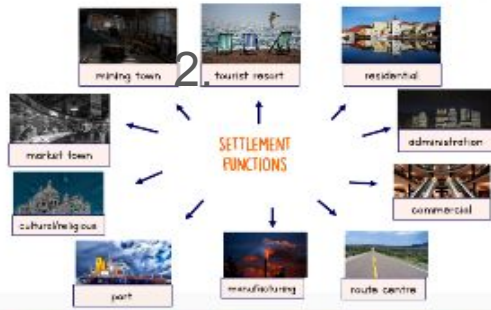 mining town
2.
tourist resort
residential
market town
SETTLEMENT
FUNCTIONS
administration
cultural/religious
commercial
port
manufacturing
route centre